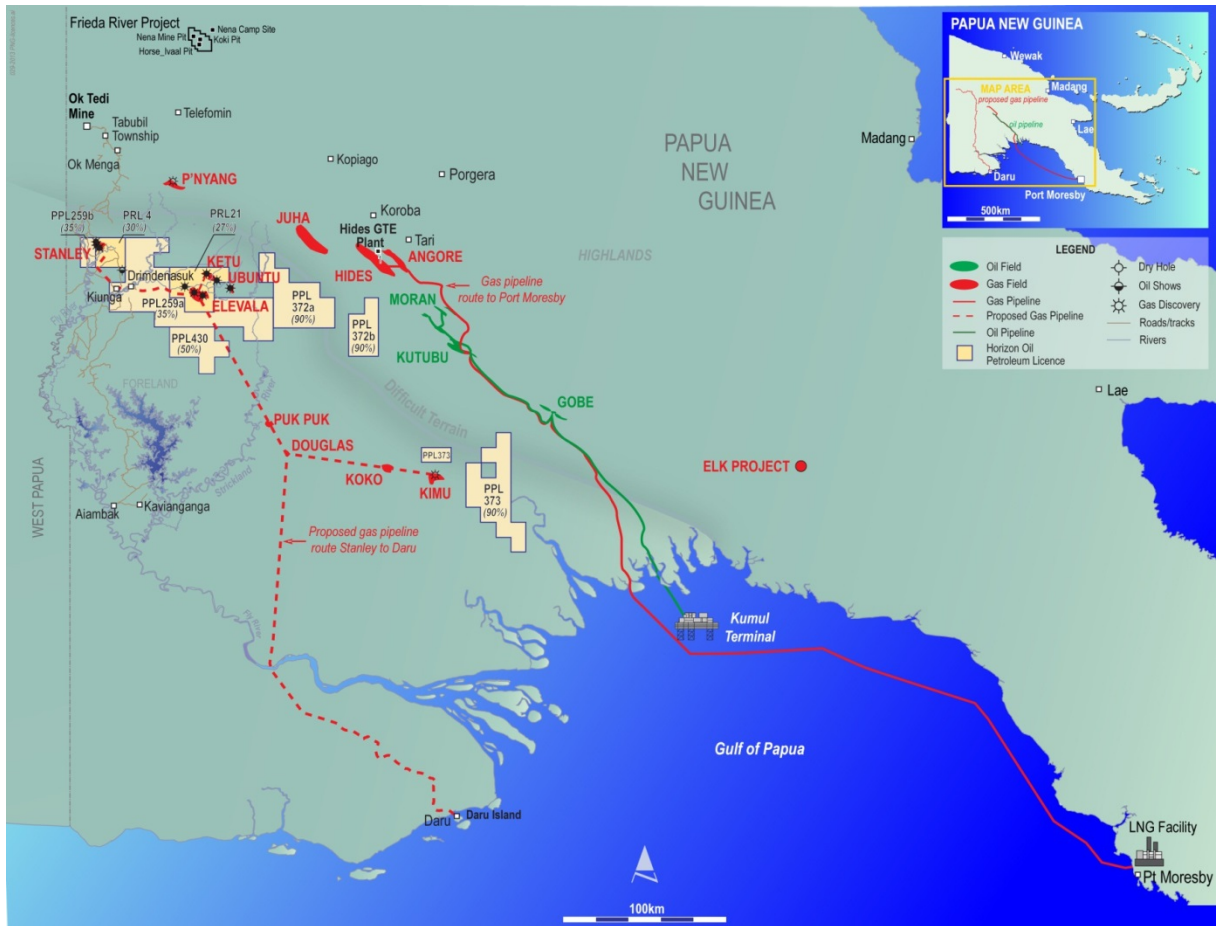 Frieda River Project
Nena Camp Site
Nena Mine Pit
Koki Pit
Horse_Ivaal Pit
Ok Tedi
Mine
Telefomin
Tabubil
Township
Ok Menga
Kopiago
Porgera
P'NYANG
PAPUA
NEW
GUINEA
Madang
PPL259b
(35%)
PRL 4
(30%)
PRL21
(27%)
JUHA
Koroba
Hides GTE
Plant
Tari
ANGORE
HIDES
HIGHLANDS
STANLEY
KETU
UBUNTU
Drimdenasuk
Kiunga
ELEVALA
PPL259a
35%)
PPL
372a
(90%)
PPL
372b
(90%)
PPL430
(50%)
Gas pipeline
route to Port Moresby
MORAN
KUTUBU
GOBE
FORELAND
River
Strickland
Difficult Terrain
PUK PUK
DOUGLAS
KOKO
KIMU
PPL373
PPL
373
(90%)
ELK PROJECT
Lae
WEST PAPUA
Aiambak
Kavianganga
Proposed gas pipeline
route Stanley to Daru
Fly River
Kumul
Terminal
Gulf of Papua
Daru
Daru Island
LNG Facility
Pt Moresby
100km
PAPUA NEW GUINEA
Wewak
MAP AREA
Madang
proposed gas pipeline
oil pipeline
Lae
Daru
Port Moresby
500km
LEGEND
Oil Field
Gas Field
Gas Pipeline
Proposed Gas Pipeline
Oil Pipeline
Horizon Oil
Petroleum Licence
Dry Hole
Oil Shows
Gas Discovery
Roads/tracks
Rivers